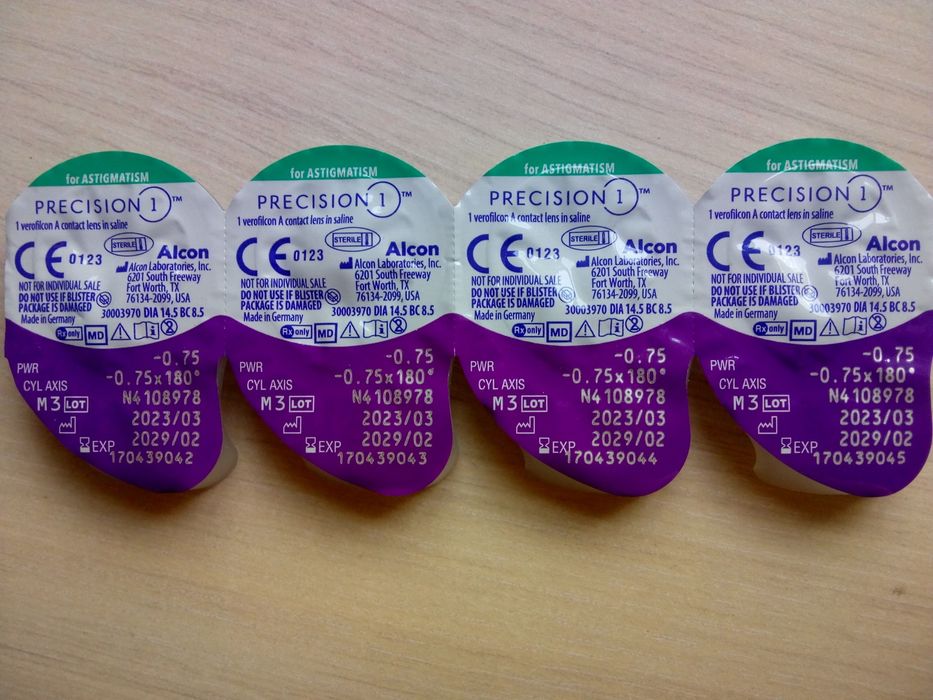 for ASTIGMATISM
PRECISION 1™
1 verofilcon A contact lens in saline
CE 0123
STERILE
Alcon
Alcon Laboratories, Inc.
6201 South Freeway
Fort Worth, TX
76134-2099, USA
NOT FOR INDIVIDUAL SALE
DO NOT USE IF BLISTER
PACKAGE IS DAMAGED
Made in Germany
30003970 DIA 14.5 BC 8.5
Rx only MD
PWR -0.75
CYL AXIS -0.75x180°
M3 LOT N4108978
2023/03
EXP 2029/02
170439042
for ASTIGMATISM
PRECISION 1™
1 verofilcon A contact lens in saline
CE 0123
STERILE
Alcon
Alcon Laboratories, Inc.
6201 South Freeway
Fort Worth, TX
76134-2099, USA
NOT FOR INDIVIDUAL SALE
DO NOT USE IF BLISTER
PACKAGE IS DAMAGED
Made in Germany
30003970 DIA 14.5 BC 8.5
Rx only MD
PWR -0.75
CYL AXIS -0.75x180°
M3 LOT N4108978
2023/03
EXP 2029/02
170439043
for ASTIGMATISM
PRECISION 1™
1 verofilcon A contact lens in saline
CE 0123
STERILE
Alcon
Alcon Laboratories, Inc.
6201 South Freeway
Fort Worth, TX
76134-2099, USA
NOT FOR INDIVIDUAL SALE
DO NOT USE IF BLISTER
PACKAGE IS DAMAGED
Made in Germany
30003970 DIA 14.5 BC 8.5
Rx only MD
PWR -0.75
CYL AXIS -0.75x180°
M3 LOT N4108978
2023/03
EXP 2029/02
170439044
for ASTIGMATISM
PRECISION 1™
1 verofilcon A contact lens in saline
CE 0123
STERILE
Alcon
Alcon Laboratories, Inc.
6201 South Freeway
Fort Worth, TX
76134-2099, USA
NOT FOR INDIVIDUAL SALE
DO NOT USE IF BLISTER
PACKAGE IS DAMAGED
Made in Germany
30003970 DIA 14.5 BC 8.5
Rx only MD
PWR -0.75
CYL AXIS -0.75x180°
M3 LOT N4108978
2023/03
EXP 2029/02
170439045